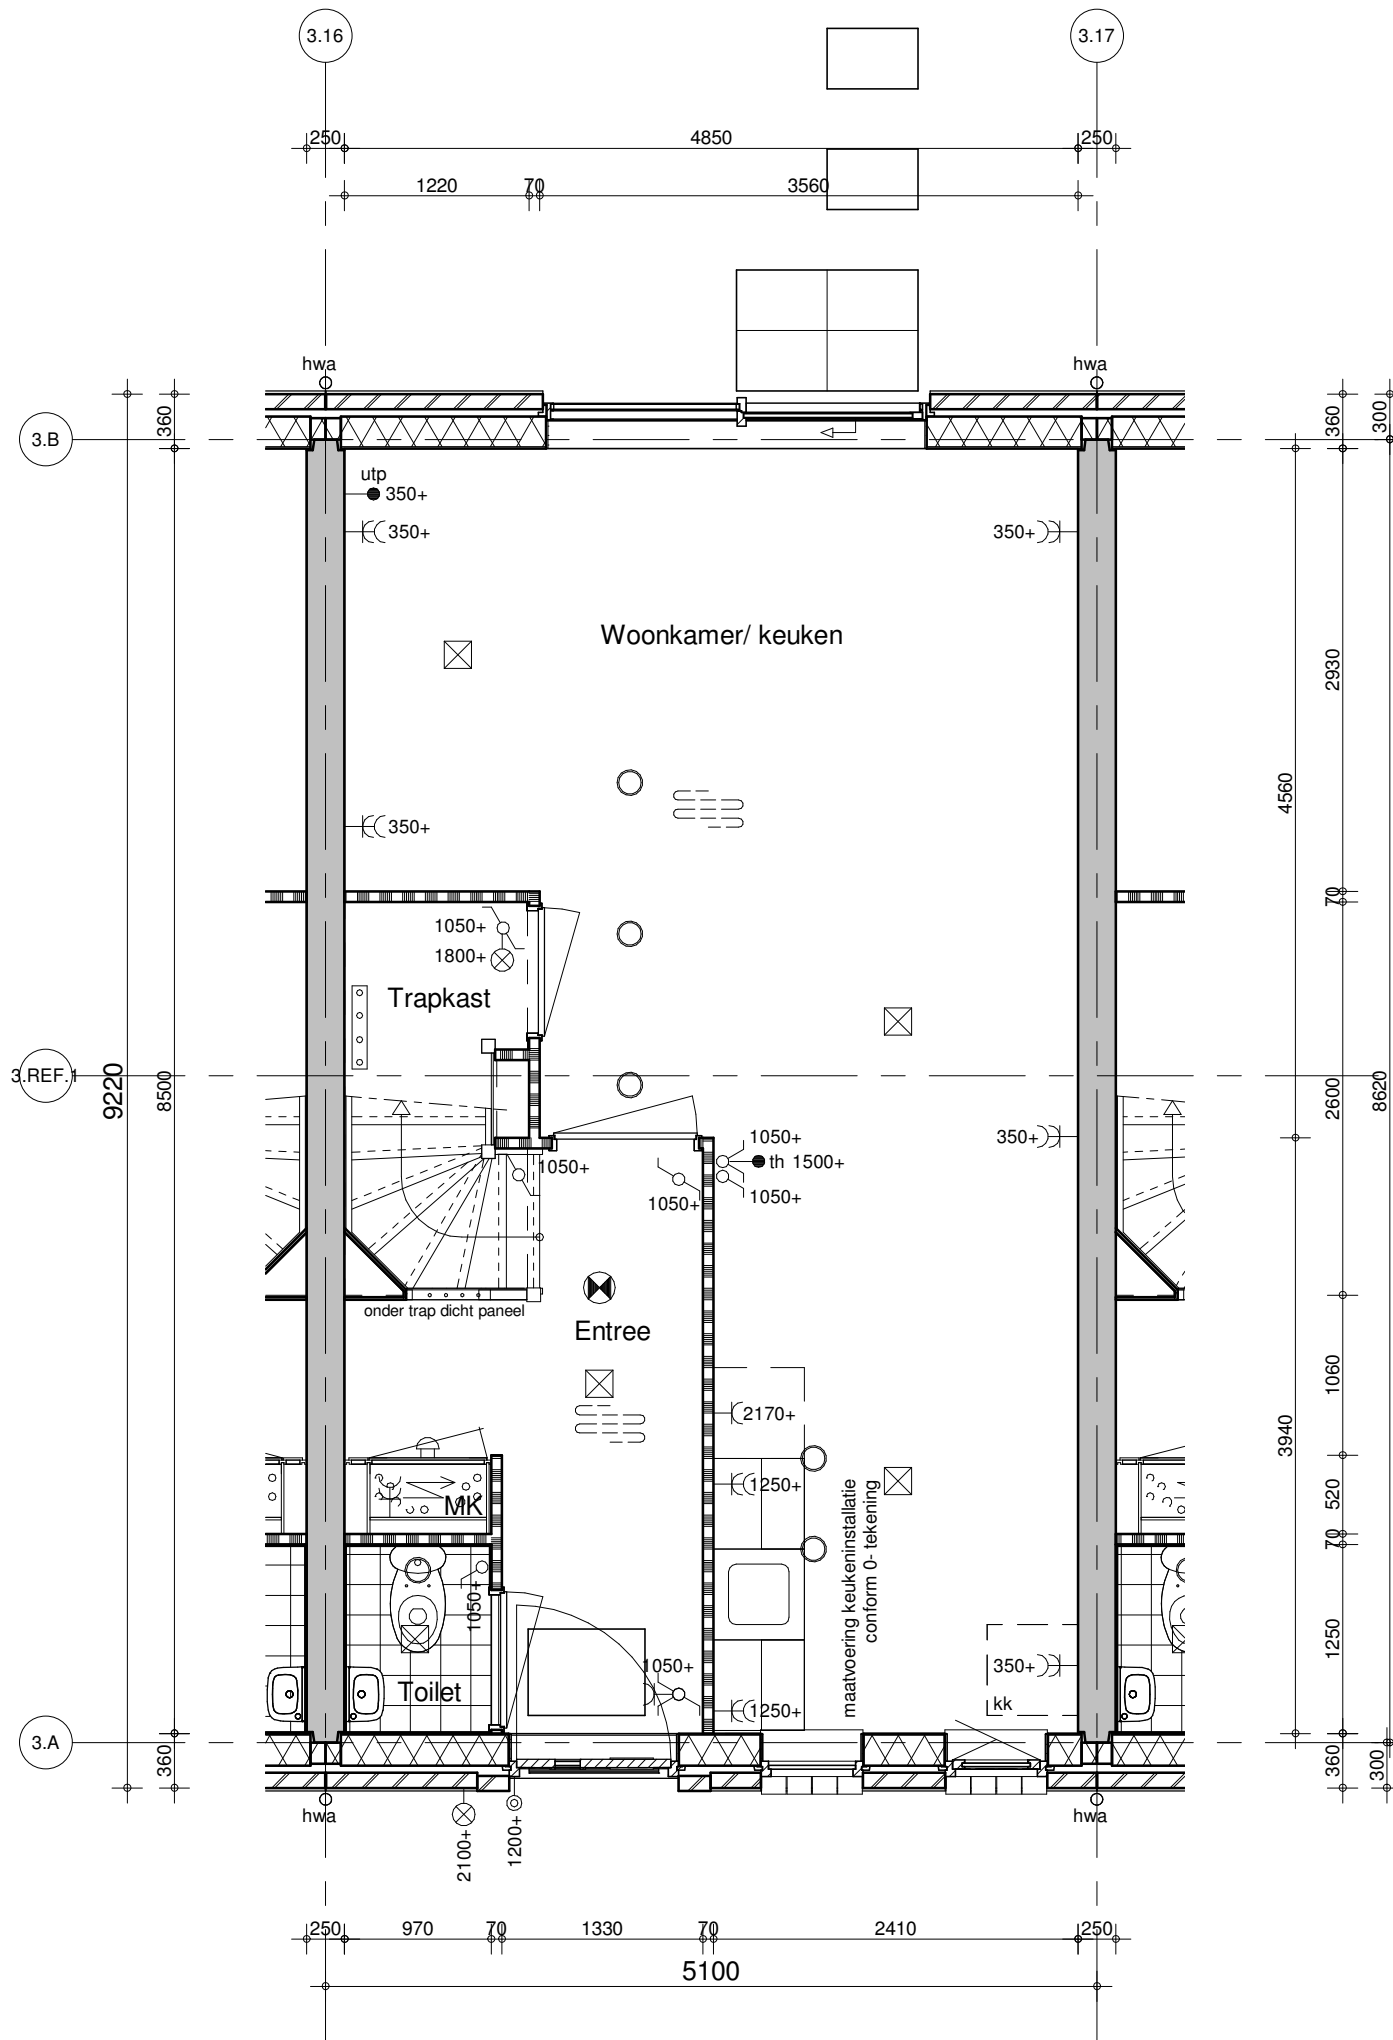 3.16
3.17
250
4850
250
1220
70
3560
hwa
hwa
360
360
300
3.B
utp
350+
350+
350+
Woonkamer/ keuken
2930
4560
350+
70
1050+
1800+
Trapkast
3.REF.1
9220
8500
2600
8620
350+
1050+
1050+
th 1500+
1050+
1050+
onder trap dicht paneel
Entree
1060
2170+
3940
1250+
MK
520
maatvoering keukeninstallatie
conform 0- tekening
70
1050+
1250
1050+
350+
Toilet
kk
1250+
3.A
360
360
300
hwa
hwa
2100+
1200+
250
970
70
1330
70
2410
250
5100